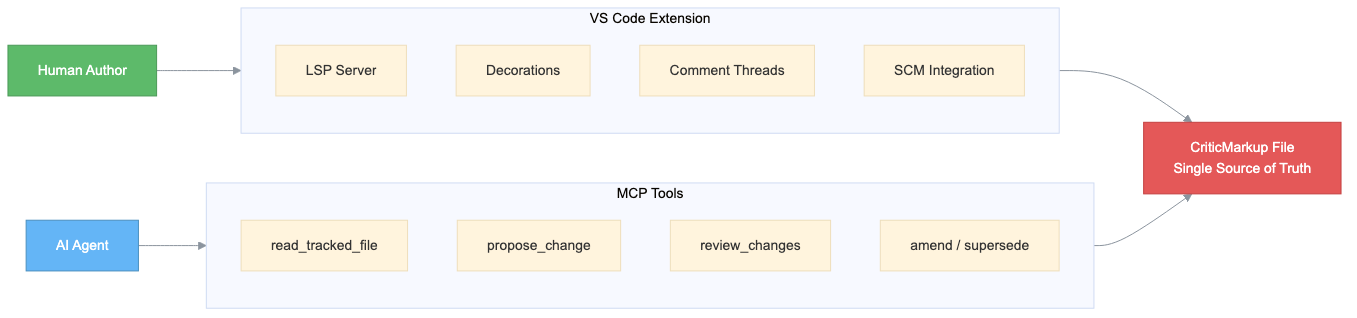 VS Code Extension
Human Author
LSP Server
Decorations
Comment Threads
SCM Integration
CriticMarkup File
Single Source of Truth
MCP Tools
AI Agent
read_tracked_file
propose_change
review_changes
amend / supersede